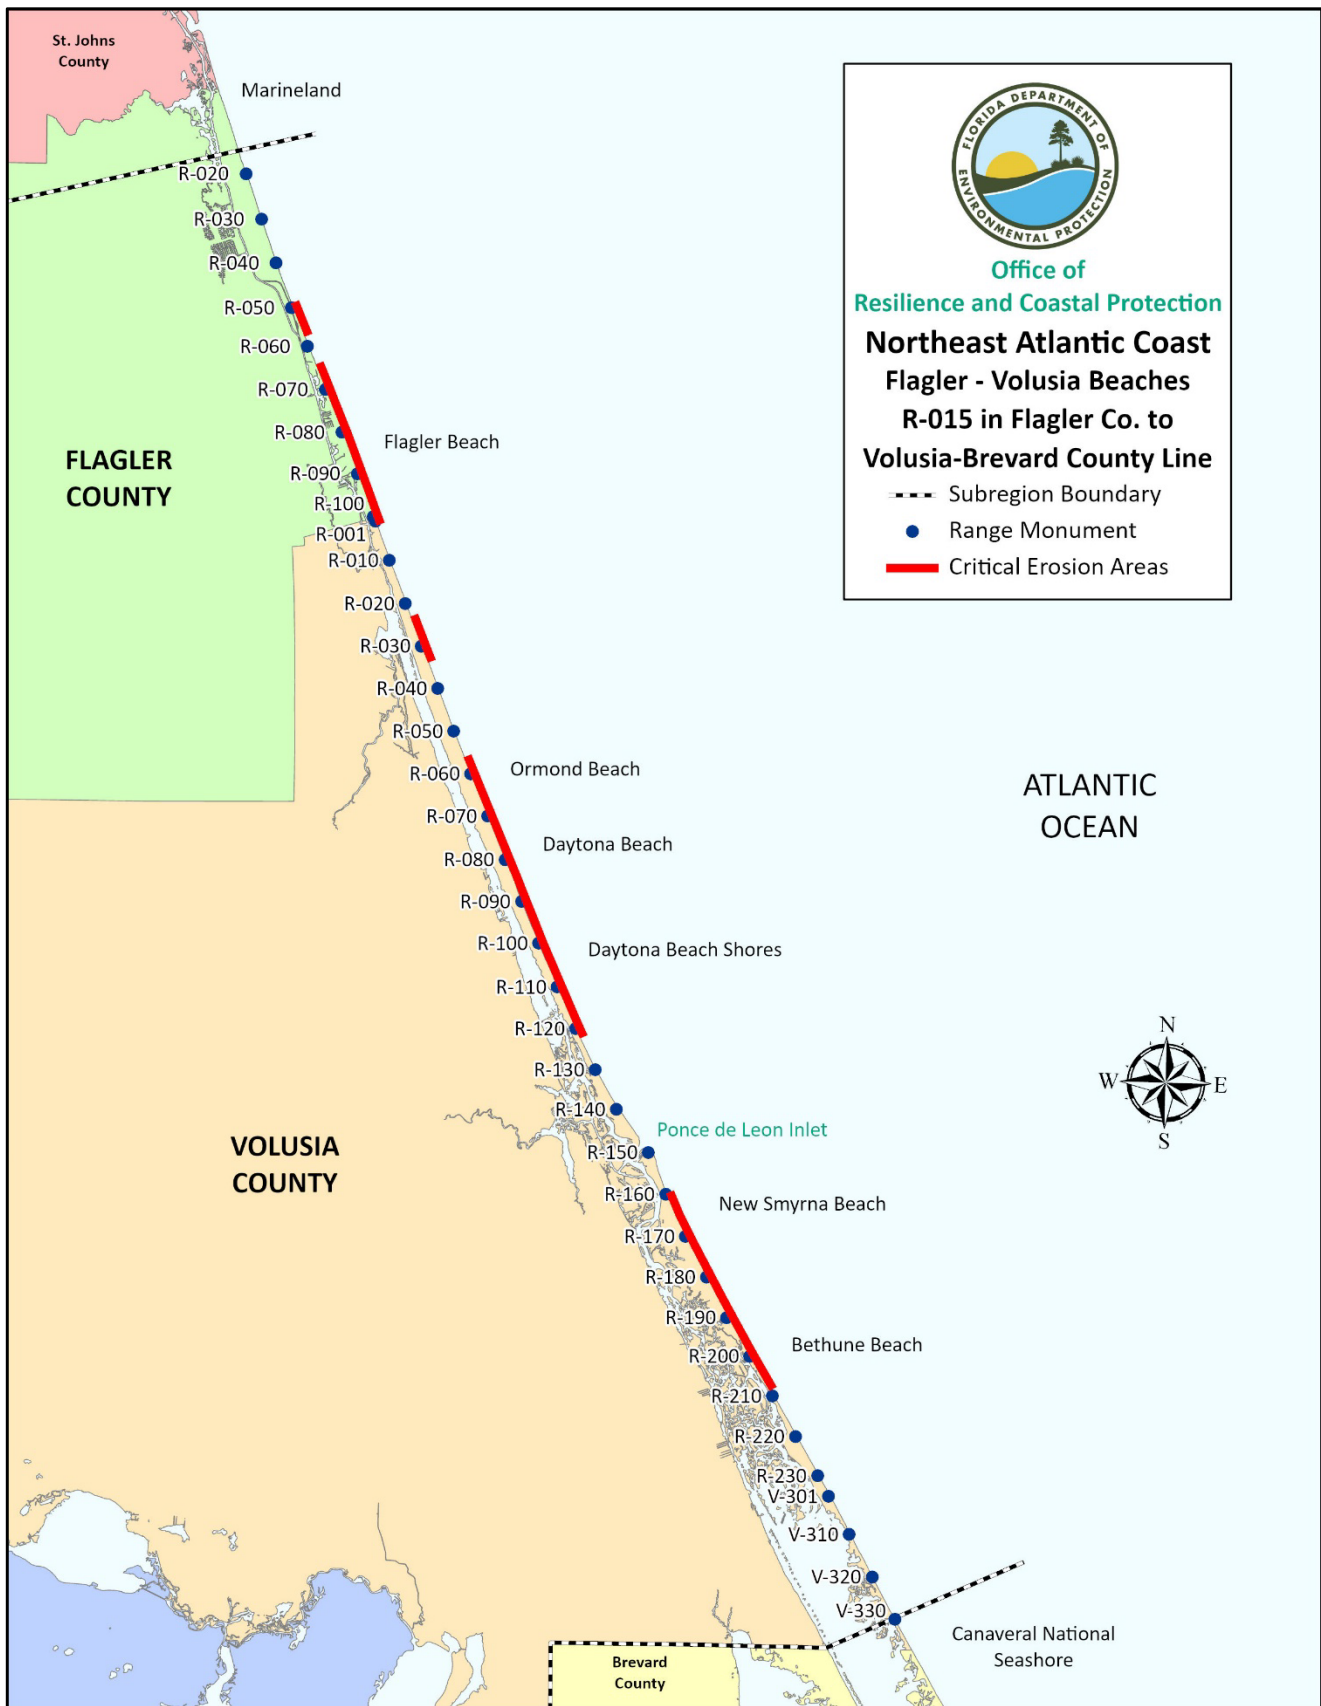 St. Johns
County
Marineland
FLORIDA DEPARTMENT OF
ENVIRONMENTAL PROTECTION
Office of
Resilience and Coastal Protection
Northeast Atlantic Coast
Flagler - Volusia Beaches
R-015 in Flagler Co. to
Volusia-Brevard County Line
Subregion Boundary
Range Monument
Critical Erosion Areas
R-020
R-030
R-040
R-050
R-060
R-070
R-080
Flagler Beach
FLAGLER
COUNTY
R-090
R-100
R-001
R-010
R-020
R-030
R-040
R-050
R-060
Ormond Beach
ATLANTIC
OCEAN
R-070
Daytona Beach
R-080
R-090
R-100
Daytona Beach Shores
R-110
R-120
N
W
E
S
R-130
R-140
Ponce de Leon Inlet
VOLUSIA
COUNTY
R-150
R-160
New Smyrna Beach
R-170
R-180
R-190
Bethune Beach
R-200
R-210
R-220
R-230
V-301
V-310
V-320
V-330
Canaveral National
Seashore
Brevard
County